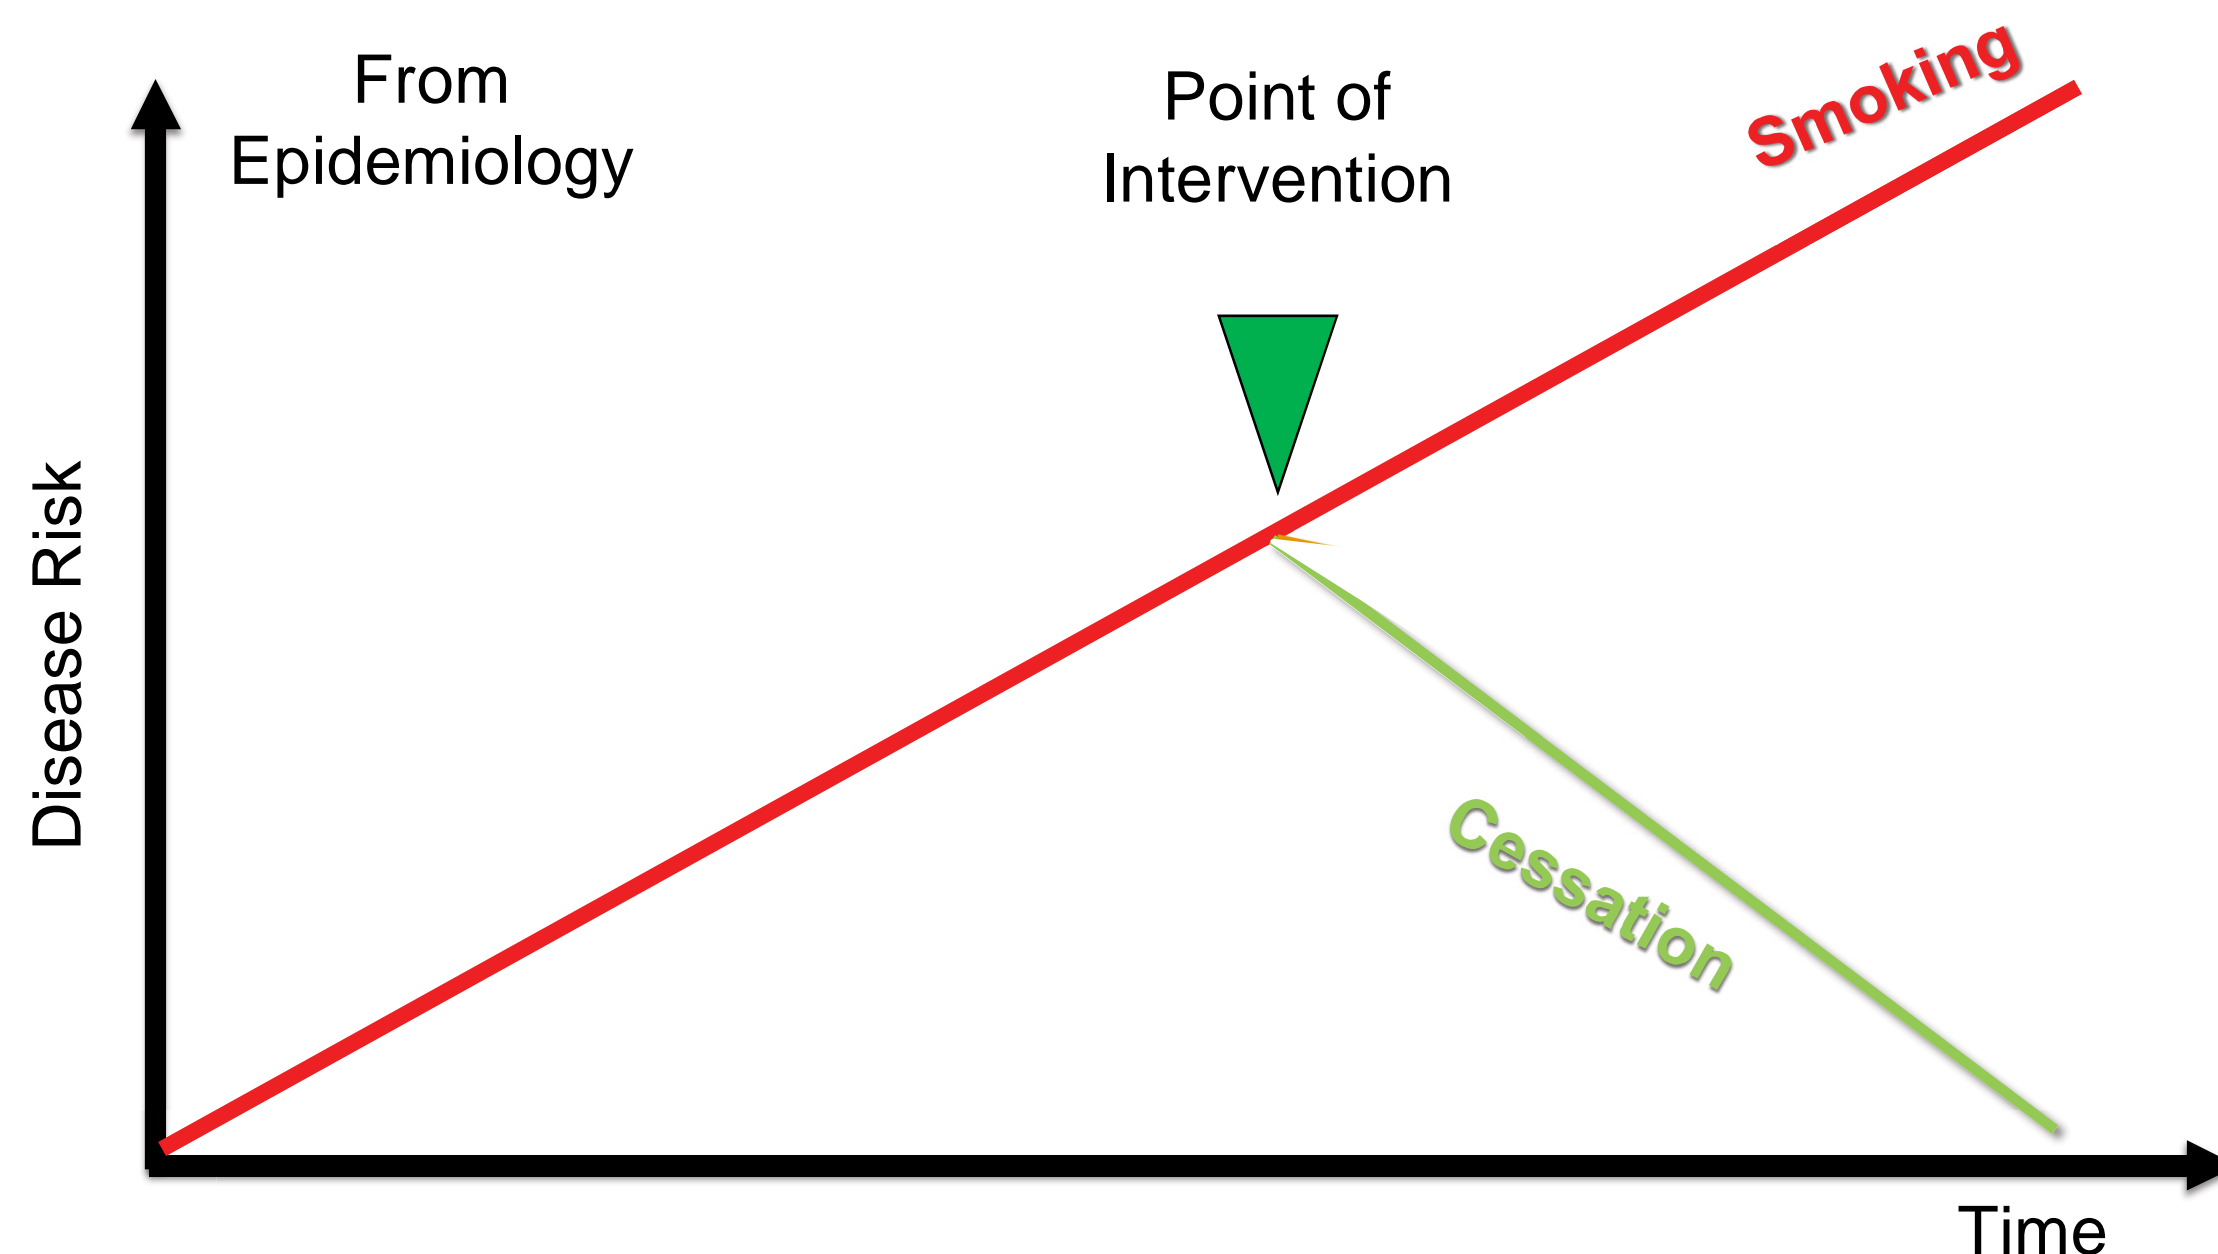 From
Epidemiology
Point of
Intervention
Smoking
Disease Risk
Cessation
Time